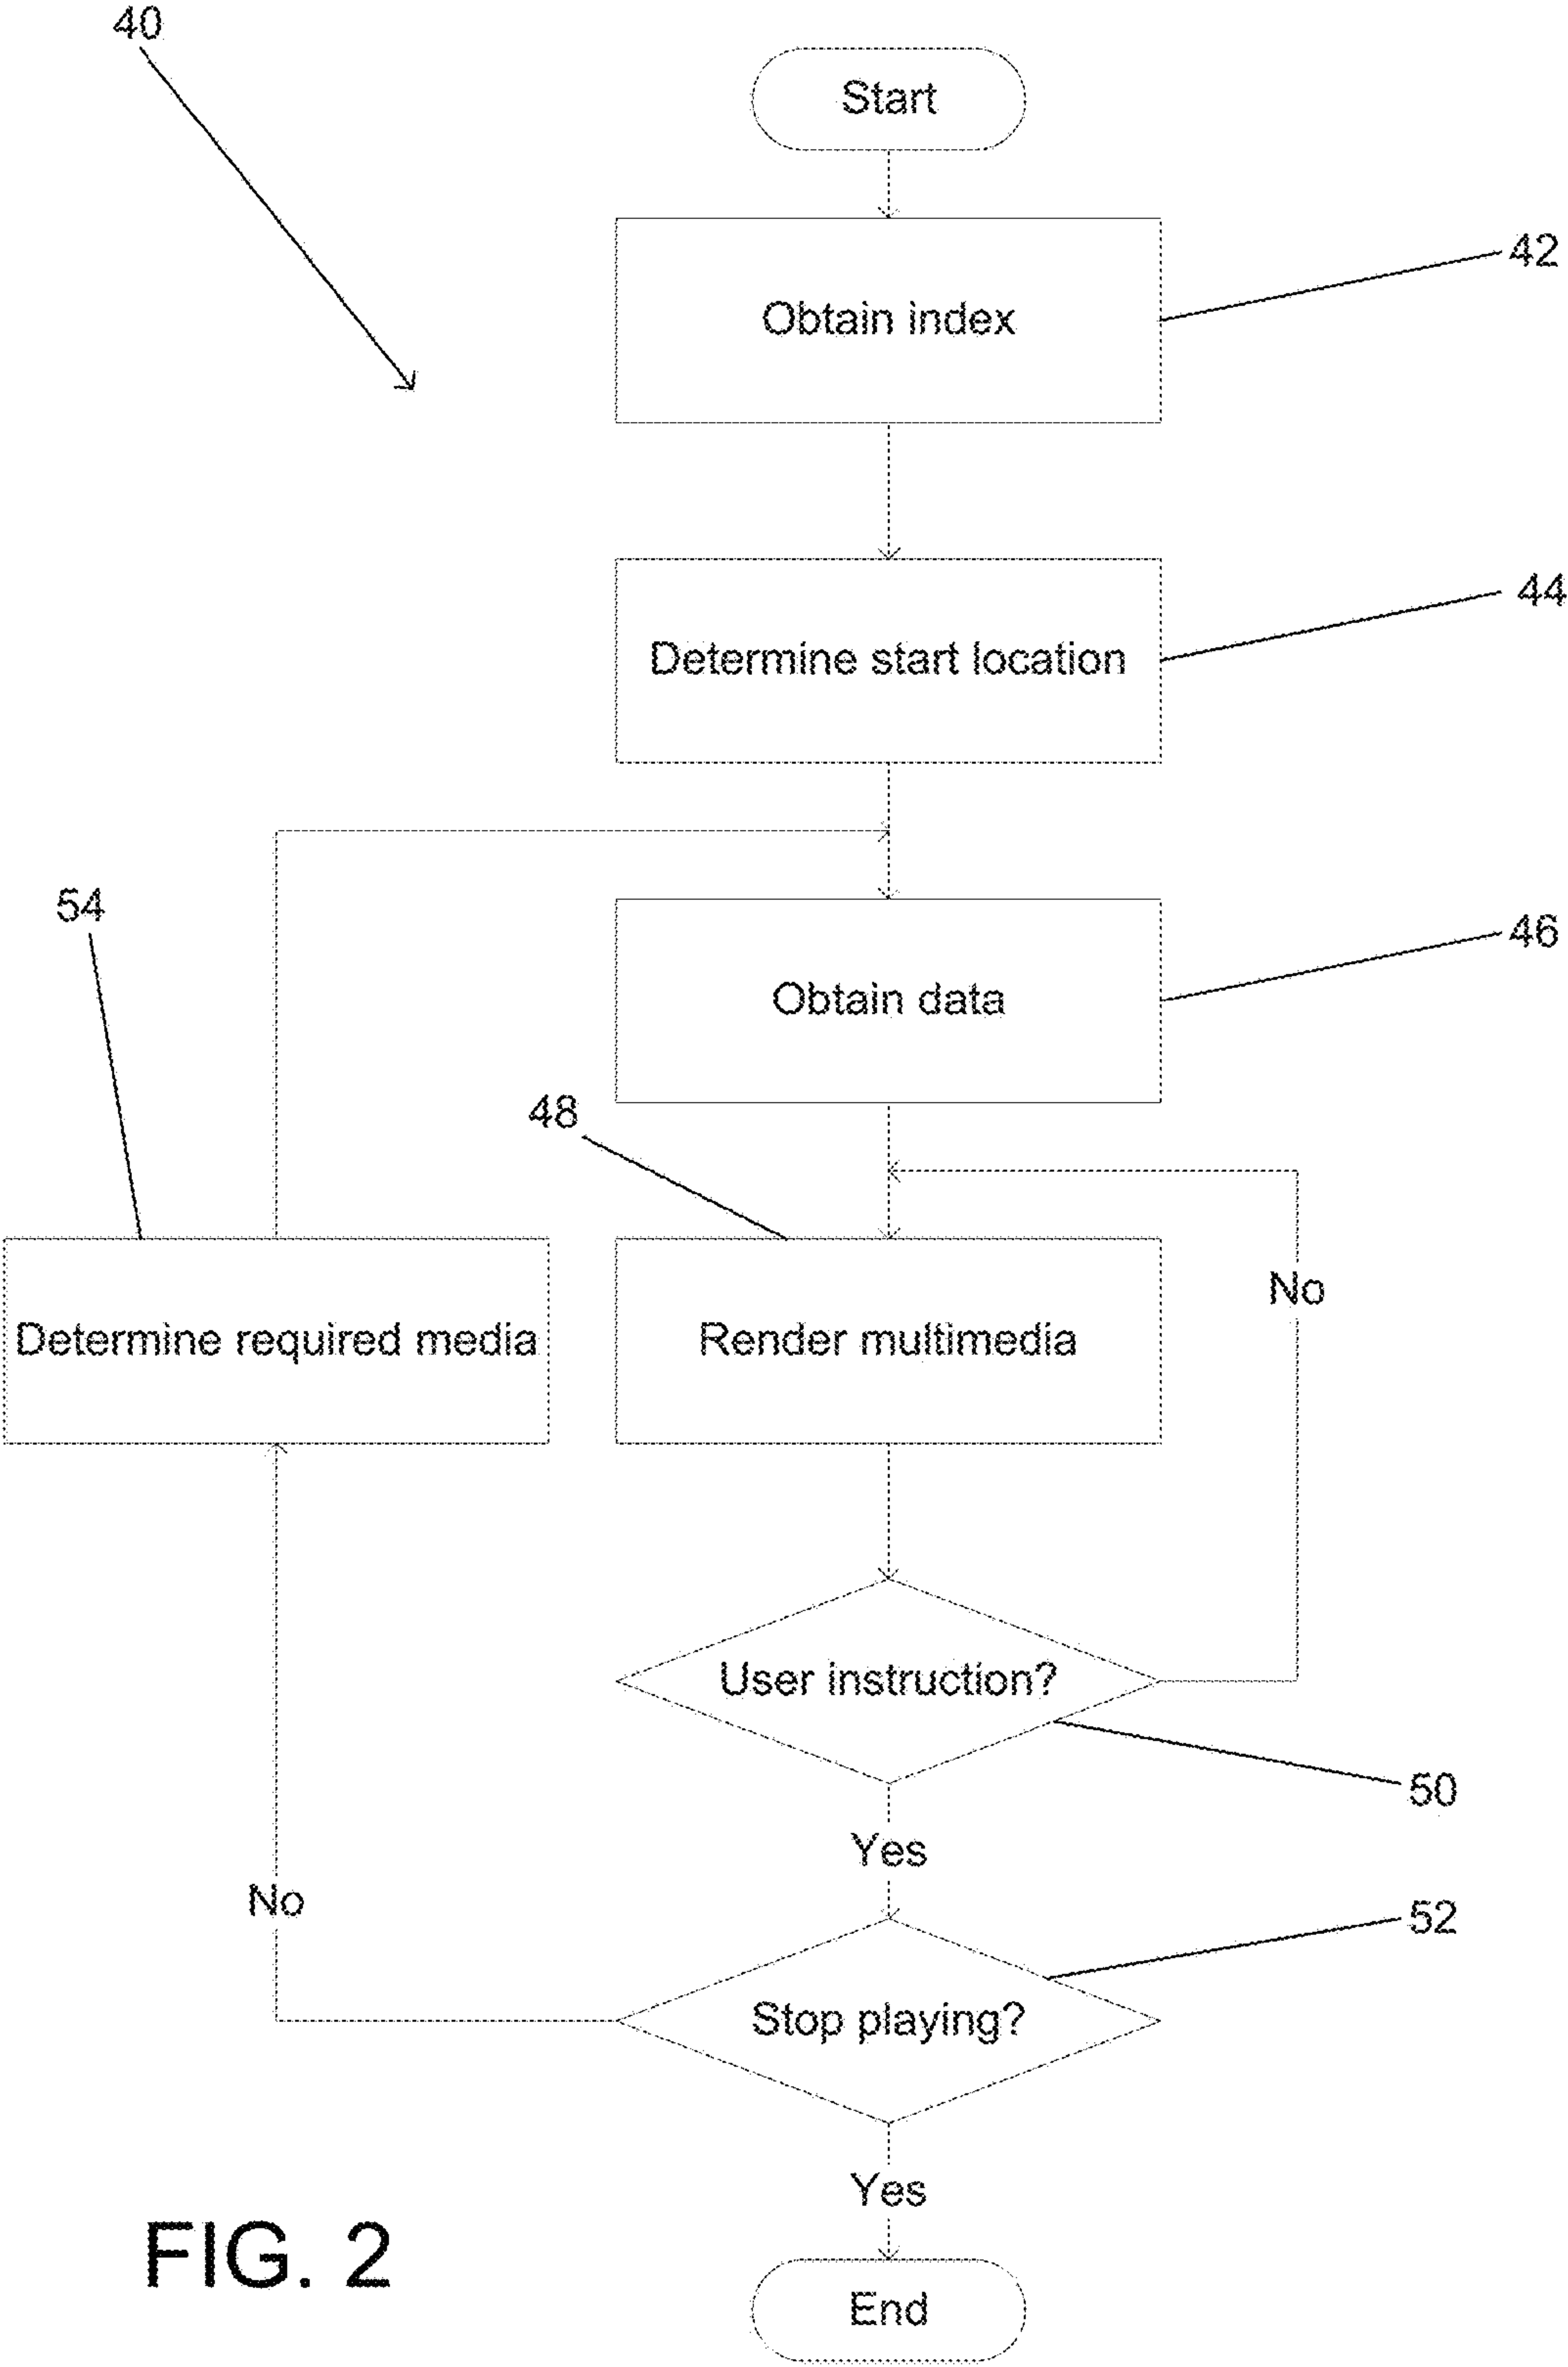 40
Start
42
Obtain index
44
Determine start location
54
46
Obtain data
48
No
Determine required media
Render multimedia
User instruction?
50
Yes
No
52
Stop playing?
Yes
FIG. 2
End